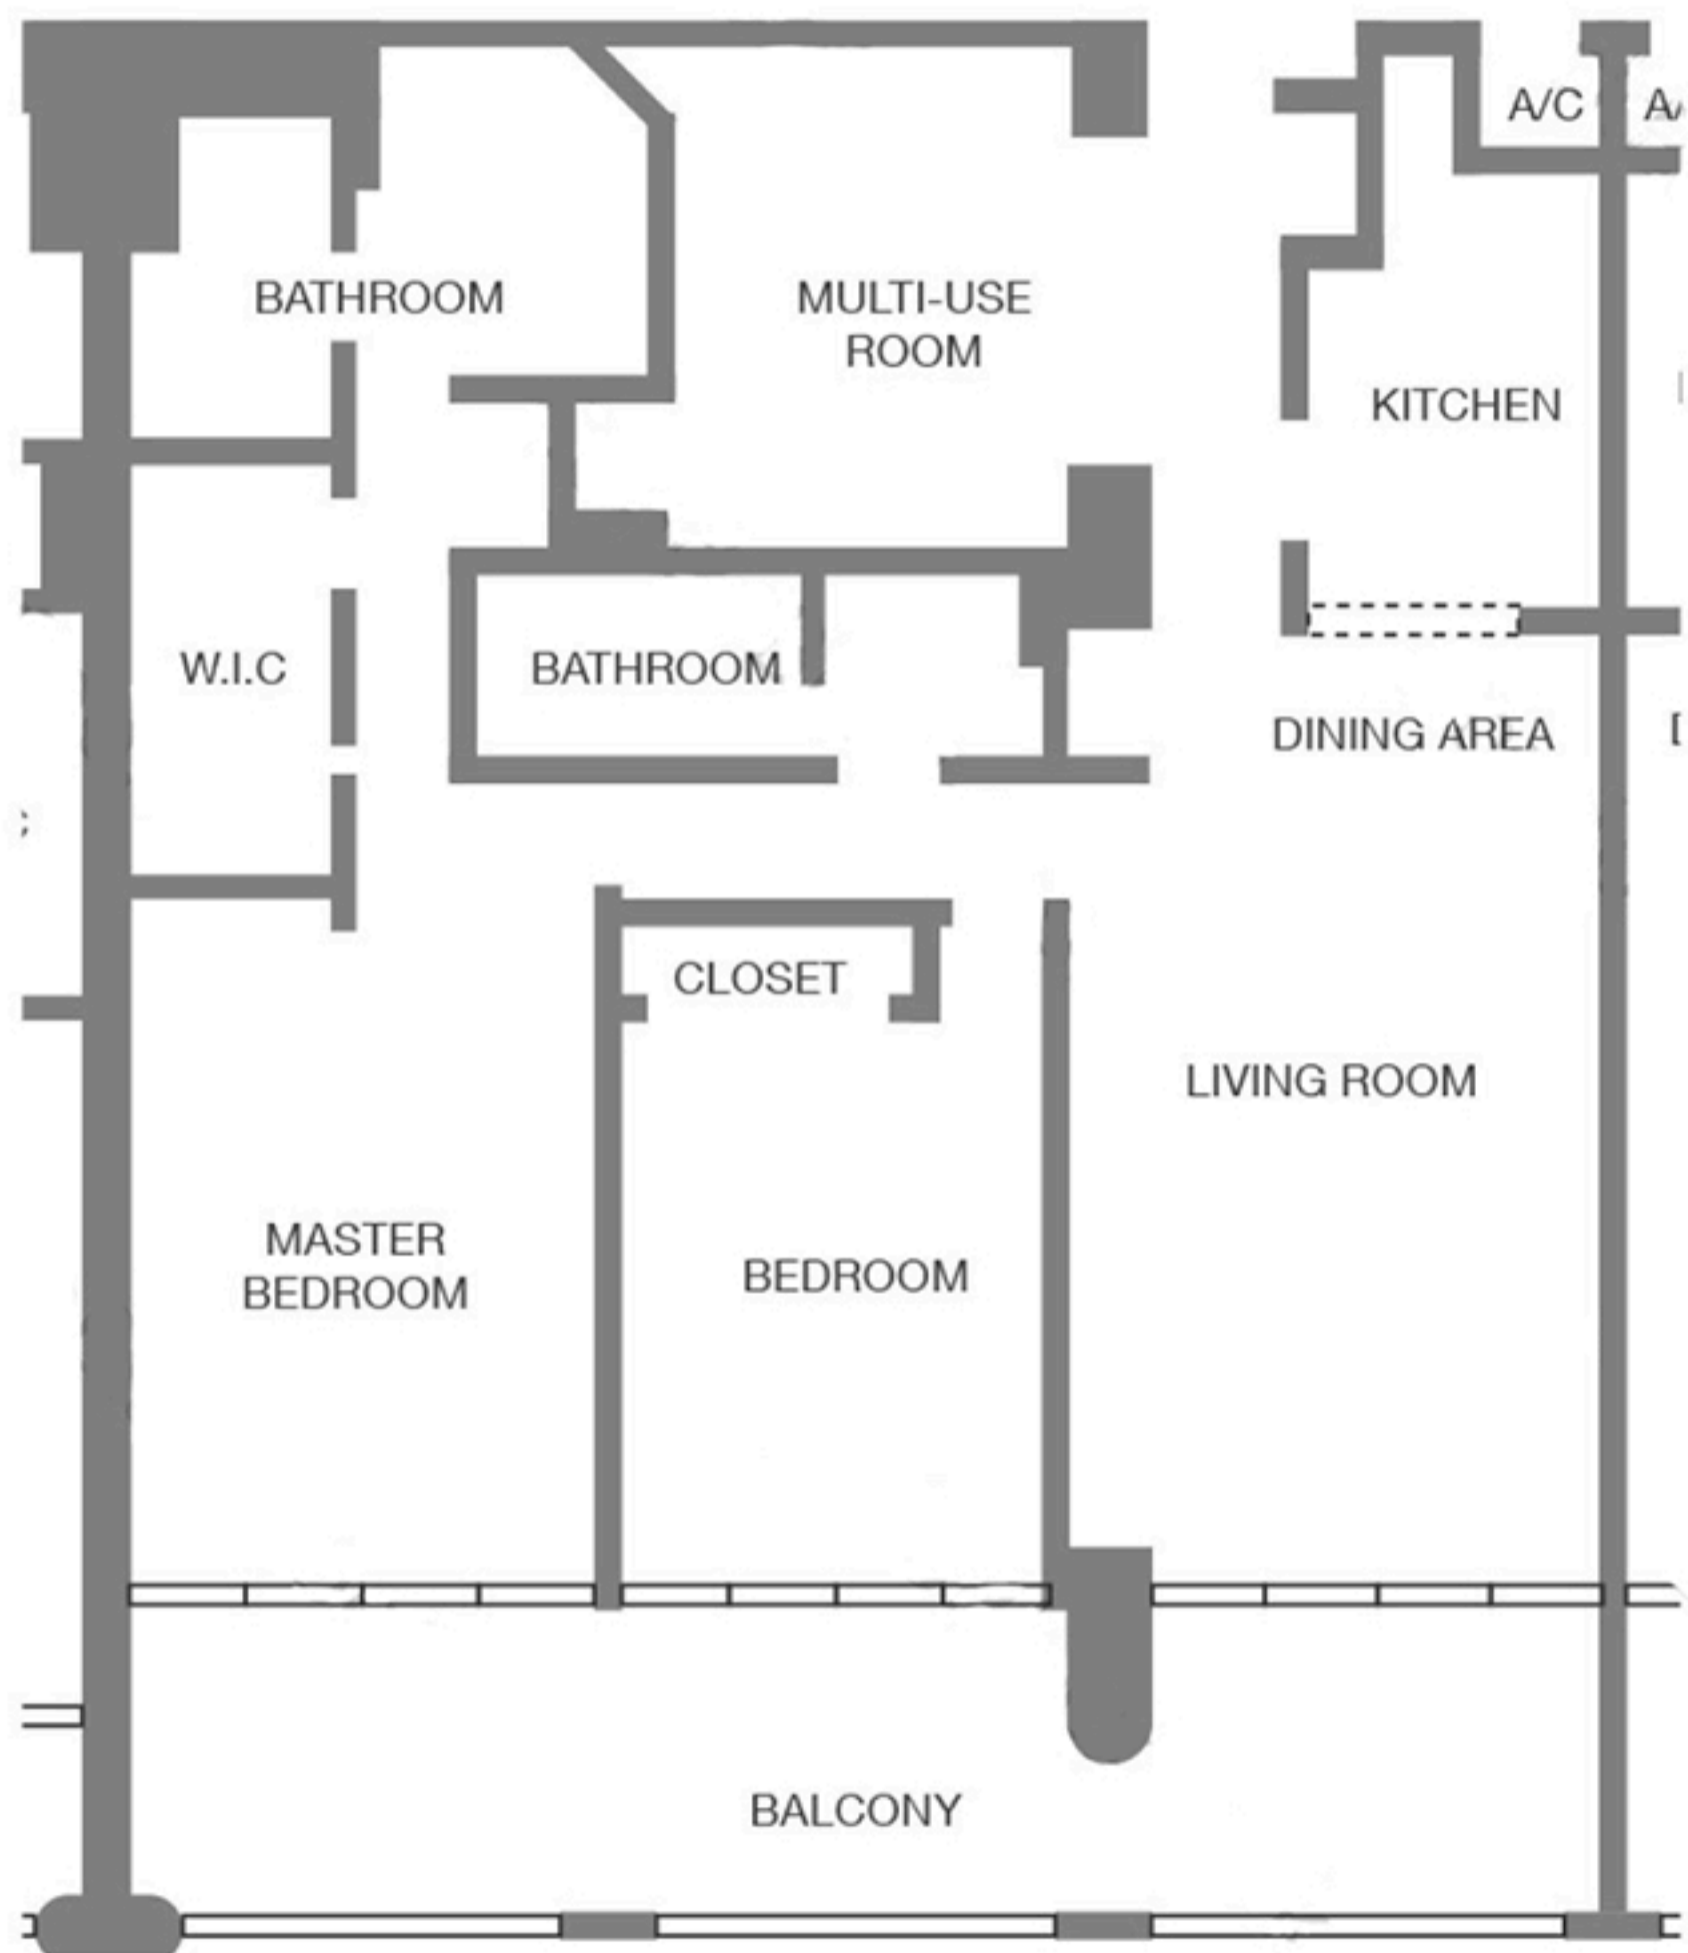 A/C
BATHROOM
MULTI-USE
ROOM
KITCHEN
W.I.C
BATHROOM
DINING AREA
CLOSET
LIVING ROOM
MASTER
BEDROOM
BEDROOM
BALCONY